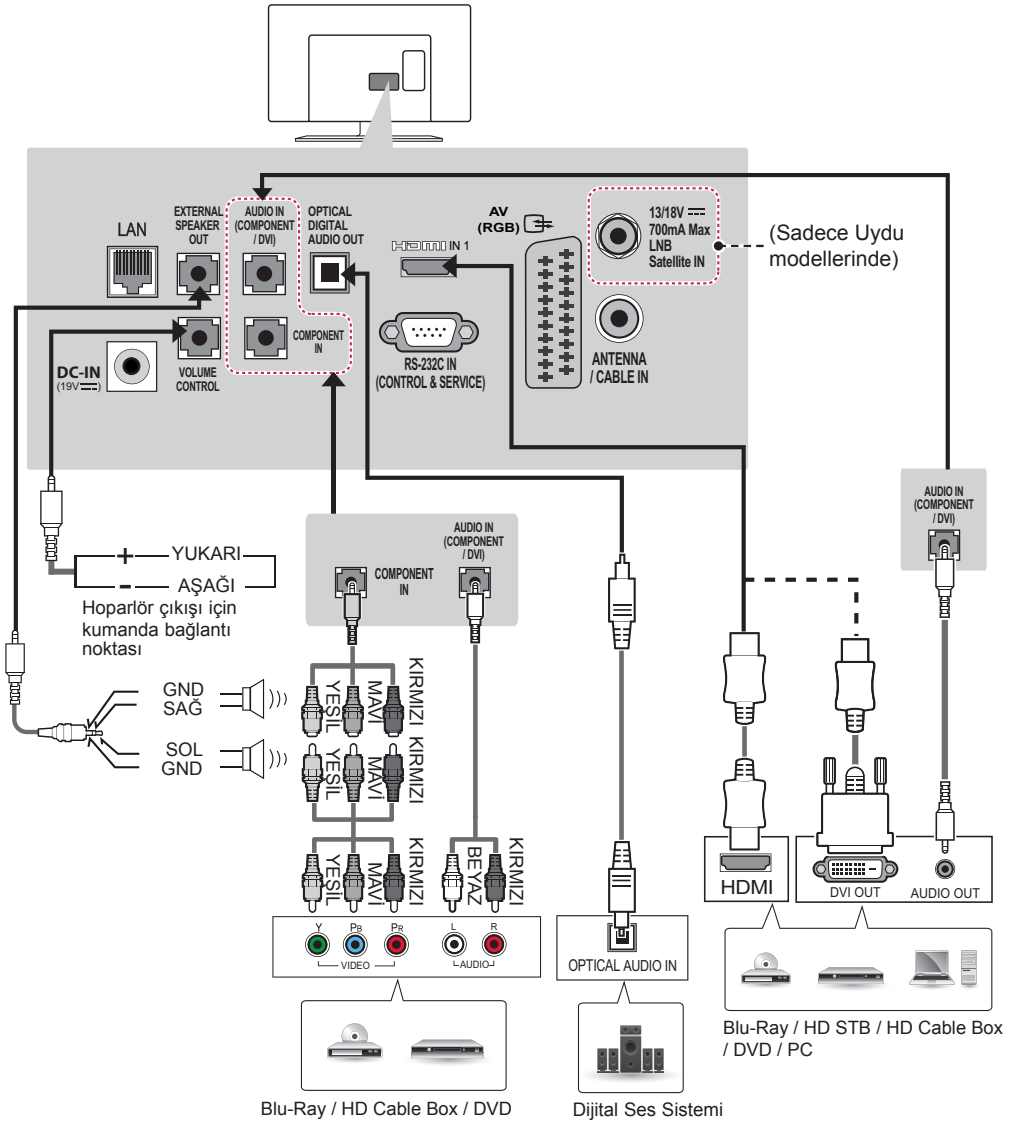 LAN
EXTERNAL
SPEAKER
OUT
AUDIO IN
(COMPONENT
/ DVI)
OPTICAL
DIGITAL
AUDIO OUT
HDMI IN 1
AV
(RGB)
13/18V
700mA Max
LNB
Satellite IN
(Sadece Uydu
modellerinde)
DC-IN
(19V)
VOLUME
CONTROL
COMPONENT
IN
RS-232C IN
(CONTROL & SERVICE)
ANTENNA
/ CABLE IN
AUDIO IN
(COMPONENT
/ DVI)
+ YUKARI
- AŞAĞI
Hoparlör çıkışı için
kumanda bağlantı
noktası
COMPONENT
IN
AUDIO IN
(COMPONENT
/ DVI)
GND
SAĞ
SOL
GND
YEŞİL
MAVİ
KIRMIZI
YEŞİL
MAVİ
KIRMIZI
YEŞİL
MAVİ
KIRMIZI
BEYAZ
KIRMIZI
Y PB PR
VIDEO
L R
AUDIO
OPTICAL AUDIO IN
HDMI
DVI OUT
AUDIO OUT
Blu-Ray / HD Cable Box / DVD
Dijital Ses Sistemi
Blu-Ray / HD STB / HD Cable Box
/ DVD / PC